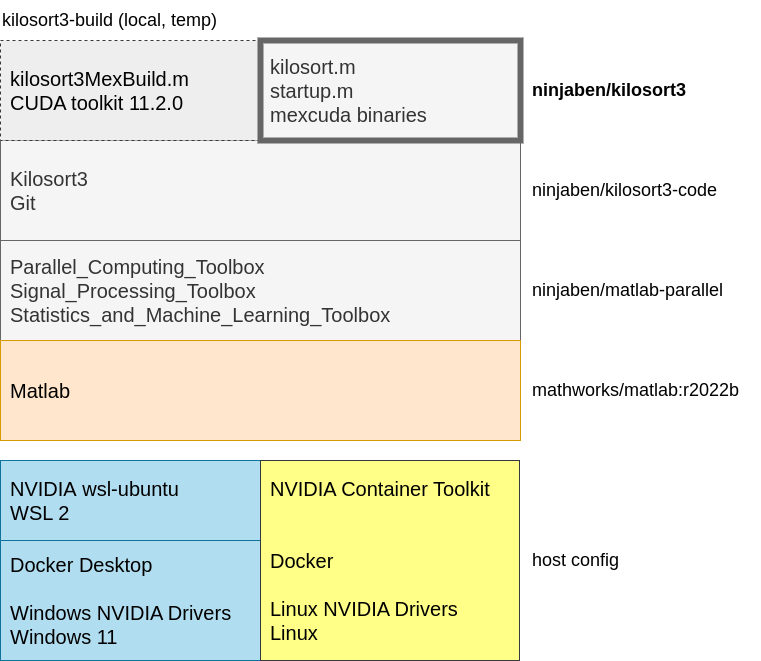 kilosort3-build (local, temp)
kilosort3MexBuild.m
CUDA toolkit 11.2.0
kilosort.m
startup.m
mexcuda binaries
ninjaben/kilosort3
Kilosort3
Git
ninjaben/kilosort3-code
Parallel_Computing_Toolbox
Signal_Processing_Toolbox
Statistics_and_Machine_Learning_Toolbox
ninjaben/matlab-parallel
Matlab
mathworks/matlab:r2022b
NVIDIA wsl-ubuntu
WSL 2
Docker Desktop
Windows NVIDIA Drivers
Windows 11
NVIDIA Container Toolkit
Docker
Linux NVIDIA Drivers
Linux
host config